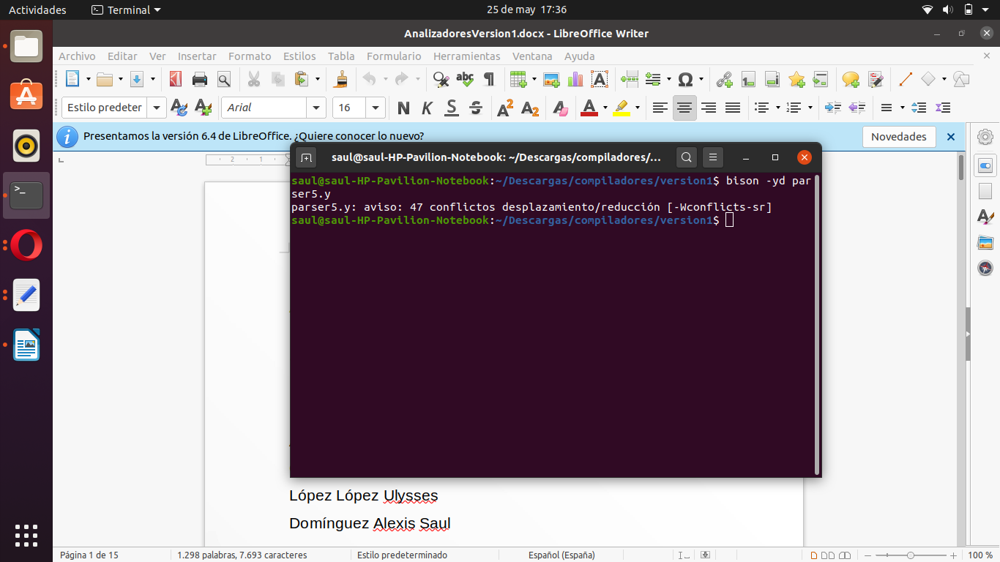 Actividades Terminal 25 de may 17:36
AnalizadoresVersion1.docx - LibreOffice Writer
Archivo Editar Ver Insertar Formato Estilos Tabla Formulario Herramientas Ventana Ayuda
Estilo predeter Arial 16 N K S S
Presentamos la versión 6.4 de LibreOffice. ¿Quiere conocer lo nuevo? Novedades
2 1
saul@saul-HP-Pavilion-Notebook: ~/Descargas/compiladores/...
saul@saul-HP-Pavilion-Notebook:~/Descargas/compiladores/version1$ bison -yd par
ser5.y
parser5.y: aviso: 47 conflictos desplazamiento/reducción [-Wconflicts-sr]
saul@saul-HP-Pavilion-Notebook:~/Descargas/compiladores/version1$
López López Ulysses
Domínguez Alexis Saul
Página 1 de 15 1.298 palabras, 7.693 caracteres Estilo predeterminado Español (España) 100 %